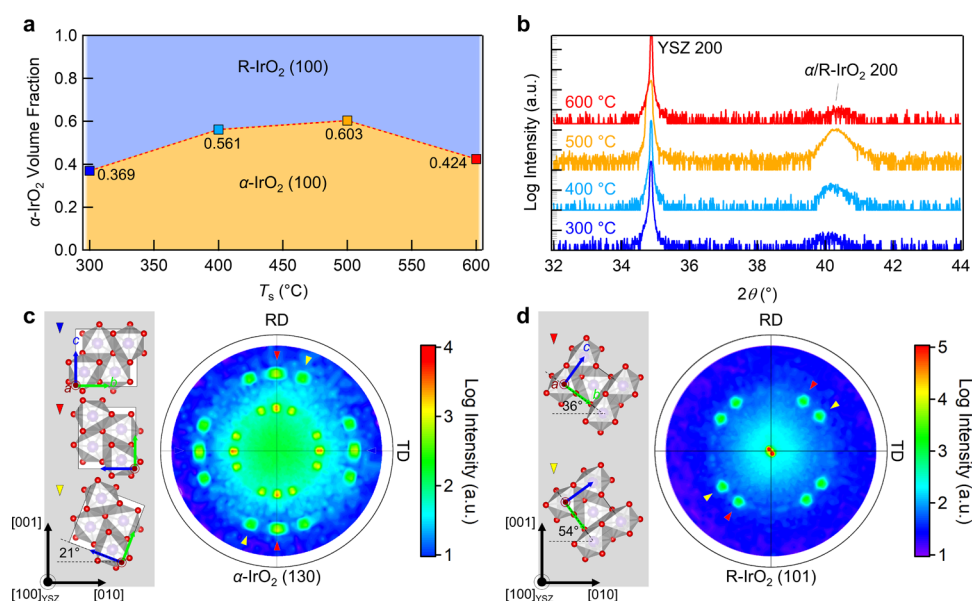 a
α-IrO2 Volume Fraction
1.0
0.8
0.6
0.4
0.2
0.0
R-IrO2 (100)
0.369
0.561
0.603
0.424
α-IrO2 (100)
300
350
400
450
500
550
600
Ts (°C)
b
Log Intensity (a.u.)
YSZ 200
α/R-IrO2 200
600 °C
500 °C
400 °C
300 °C
32
34
36
38
40
42
44
2θ (°)
c
c
a
b
21°
[001]
[100]YSZ
[010]
RD
TD
α-IrO2 (130)
4
3
2
1
Log Intensity (a.u.)
d
c
a
b
36°
54°
[001]
[100]YSZ
[010]
RD
TD
R-IrO2 (101)
5
4
3
2
1
Log Intensity (a.u.)